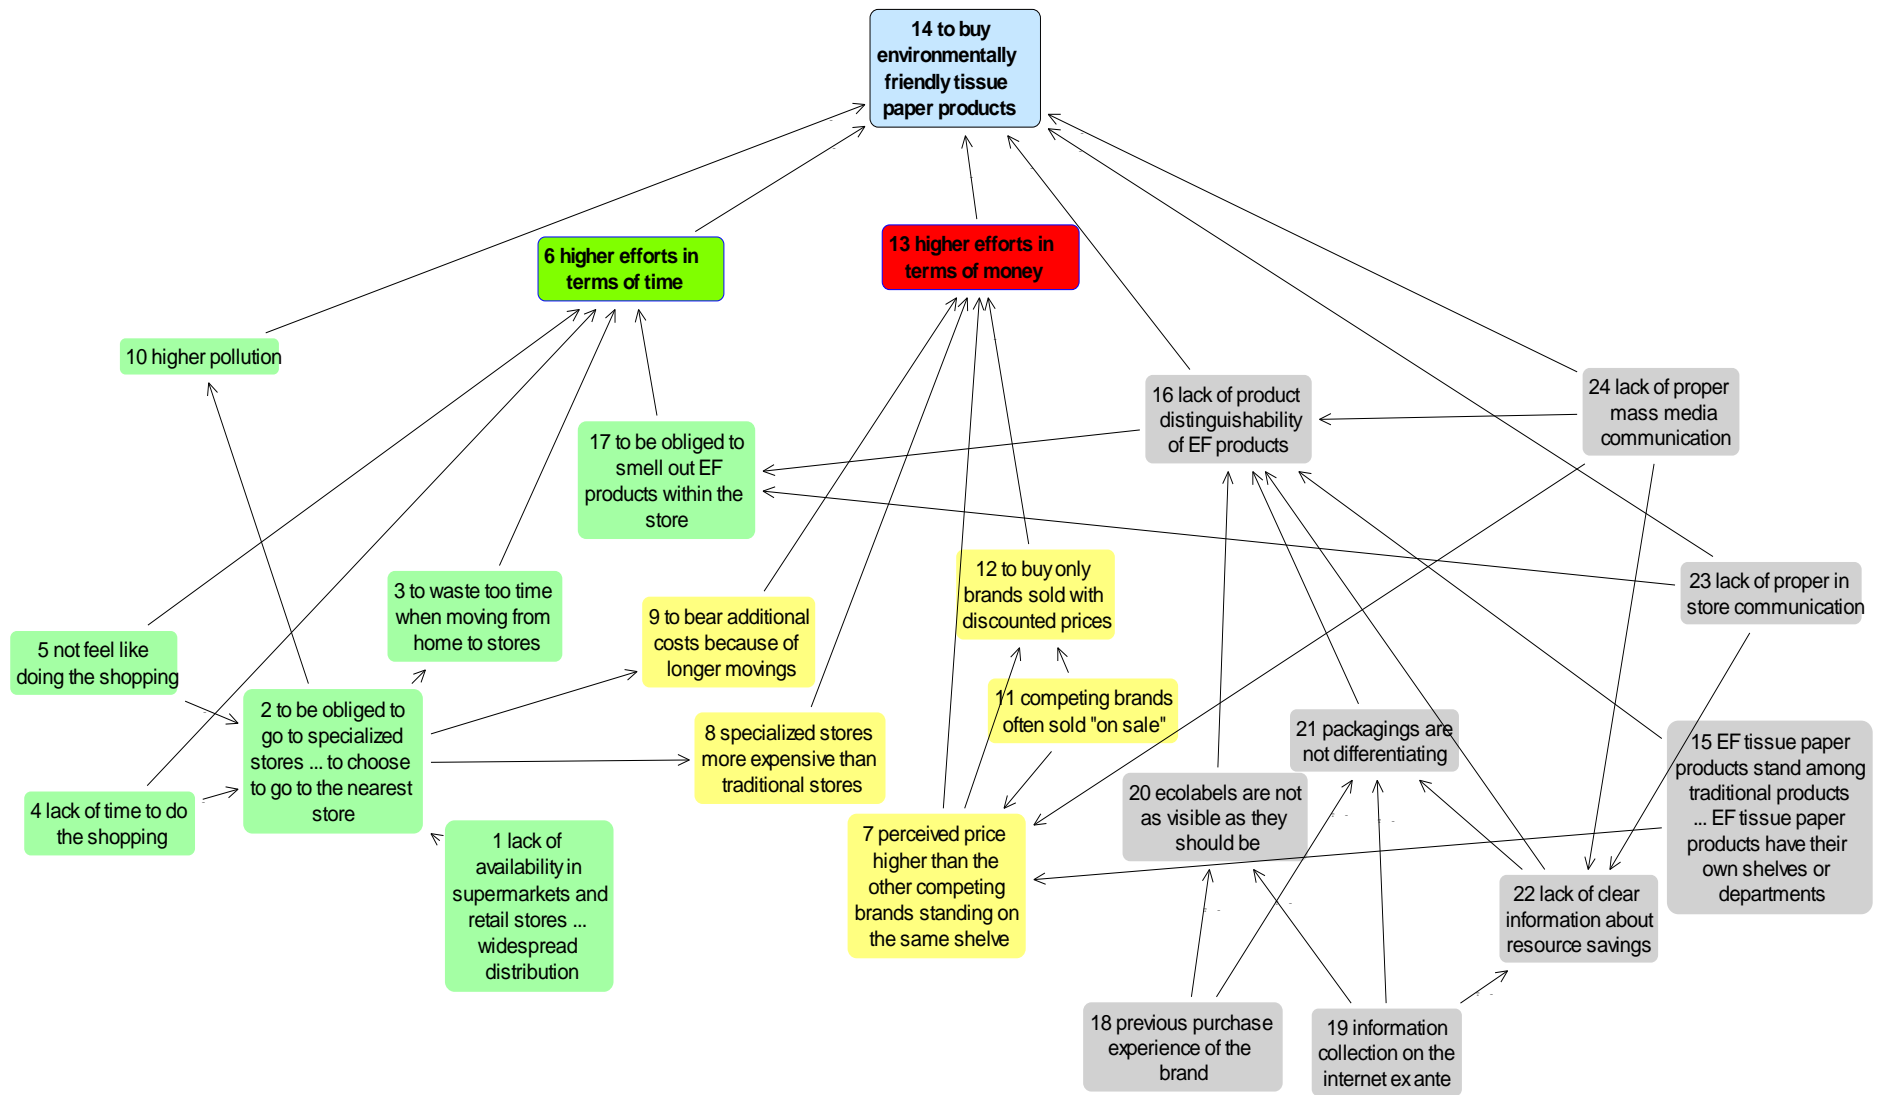 14 to buy
environmentally
friendly tissue
paper products
6 higher efforts in
terms of time
13 higher efforts in
terms of money
10 higher pollution
16 lack of product
distinguishability
of EF products
24 lack of proper
mass media
communication
17 to be obliged to
smell out EF
products within the
store
12 to buy only
brands sold with
discounted prices
23 lack of proper in
store communication
3 to waste too time
when moving from
home to stores
9 to bear additional
costs because of
longer movings
5 not feel like
doing the shopping
2 to be obliged to
go to specialized
stores ... to choose
to go to the nearest
store
11 competing brands
often sold "on sale"
8 specialized stores
more expensive than
traditional stores
21 packagings are
not differentiating
15 EF tissue paper
products stand among
traditional products
... EF tissue paper
products have their
own shelves or
departments
20 ecolabels are not
as visible as they
should be
4 lack of time to do
the shopping
1 lack of
availability in
supermarkets and
retail stores ...
widespread
distribution
7 perceived price
higher than the
other competing
brands standing on
the same shelve
22 lack of clear
information about
resource savings
18 previous purchase
experience of the
brand
19 information
collection on the
internet ex ante